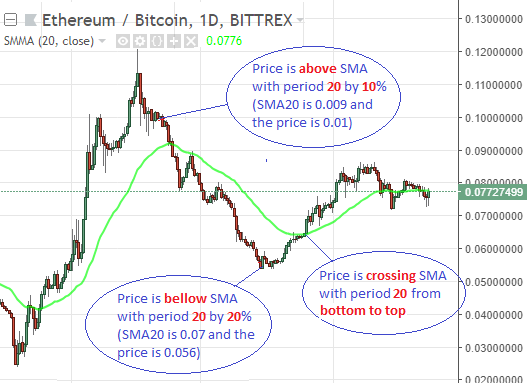 Ethereum / Bitcoin, 1D, BITTREX
SMMA (20, close)
0.0776
0.13000000
0.12000000
0.11000000
0.10000000
0.09000000
0.08000000
0.07727499
0.07000000
0.06000000
0.05000000
0.04000000
0.03000000
Price is above SMA
with period 20 by 10%
(SMA20 is 0.009 and
the price is 0.01)
Price is bellow SMA
with period 20 by 20%
(SMA20 is 0.07 and the
price is 0.056)
Price is crossing SMA
with period 20 from
bottom to top